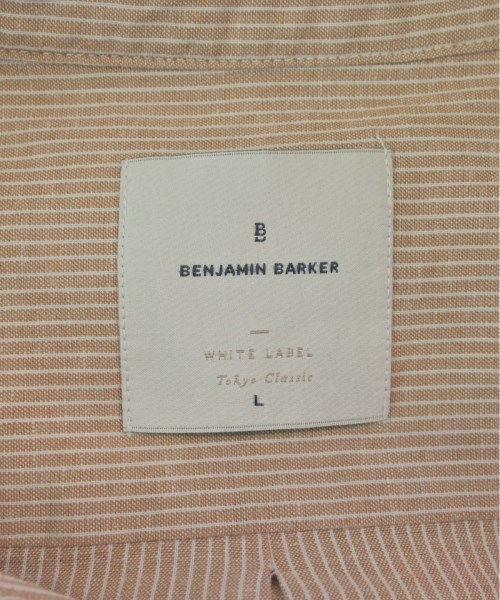 B
BENJAMIN BARKER
WHITE LABEL
Tokyo Classic
L